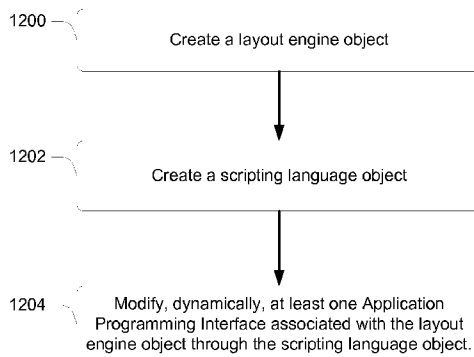 1200
Create a layout engine object
1202
Create a scripting language object
1204
Modify, dynamically, at least one Application
Programming Interface associated with the layout
engine object through the scripting language object.